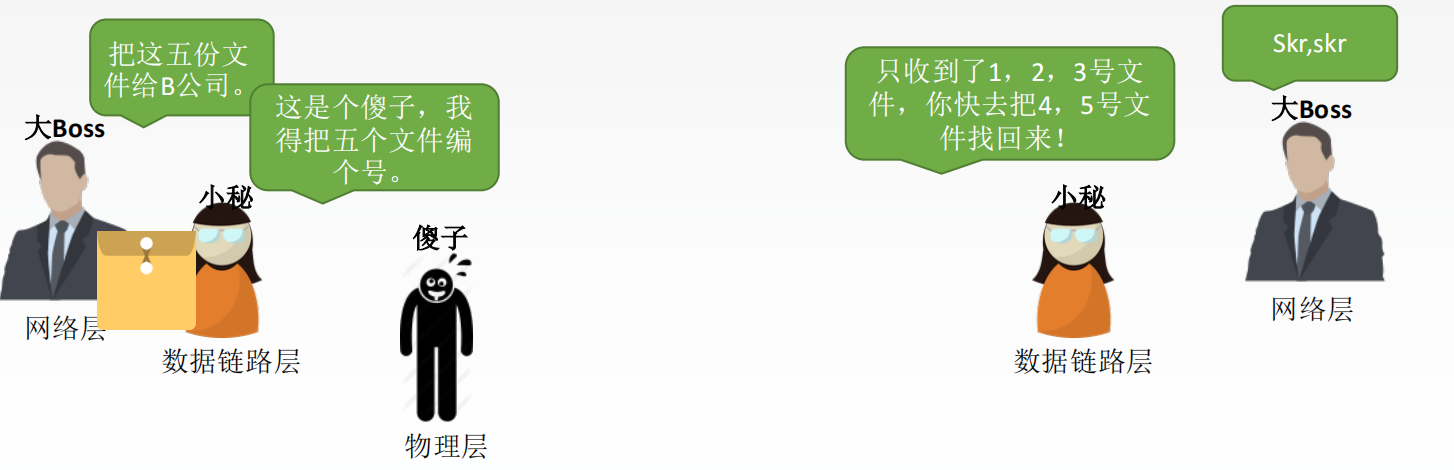 把这五份文
件给B公司。
这是个傻子，我
得把五个文件编
个号。
大Boss
小秘
傻子
网络层
数据链路层
物理层
只收到了1，2，3号文
件，你快去把4，5号文
件找回来！
Skr,skr
大Boss
小秘
网络层
数据链路层